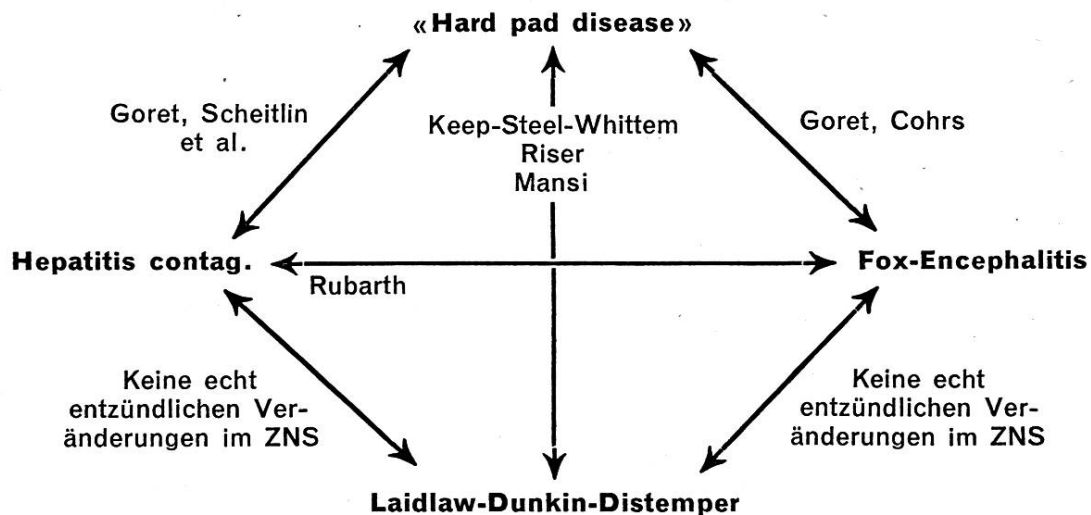 «Hard pad disease»
Goret, Scheitlin
et al.
Keep-Steel-Whittem
Riser
Mansi
Goret, Cohrs
Hepatitis contag.
Fox-Encephalitis
Rubarth
Keine echt
entzündlichen Ver-
änderungen im ZNS
Keine echt
entzündlichen Ver-
änderungen im ZNS
Laidlaw-Dunkin-Distemper